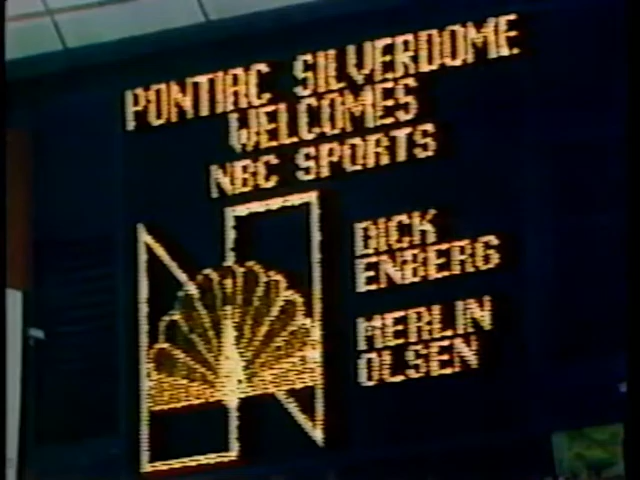 PONTIAC SILVERDOME
WELCOMES
NBC SPORTS
DICK
ENBERG
MERLIN
OLSEN